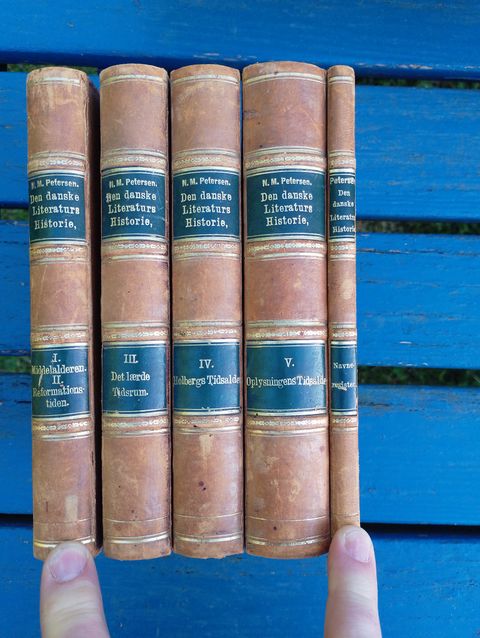 N. M. Petersen.
Den danske
Literaturs
Historie,
I.
Middelalderen.
II.
Reformations-
tiden.
N. M. Petersen.
Den danske
Literaturs
Historie,
III.
Det lærde
Tidsrum.
N. M. Petersen.
Den danske
Literaturs
Historie,
IV.
Holbergs Tidsalder
N. M. Petersen.
Den danske
Literaturs
Historie,
V.
Oplysningens Tidsalder
Petersen
Den
danske
Literaturs
Historie
Navne-
register.